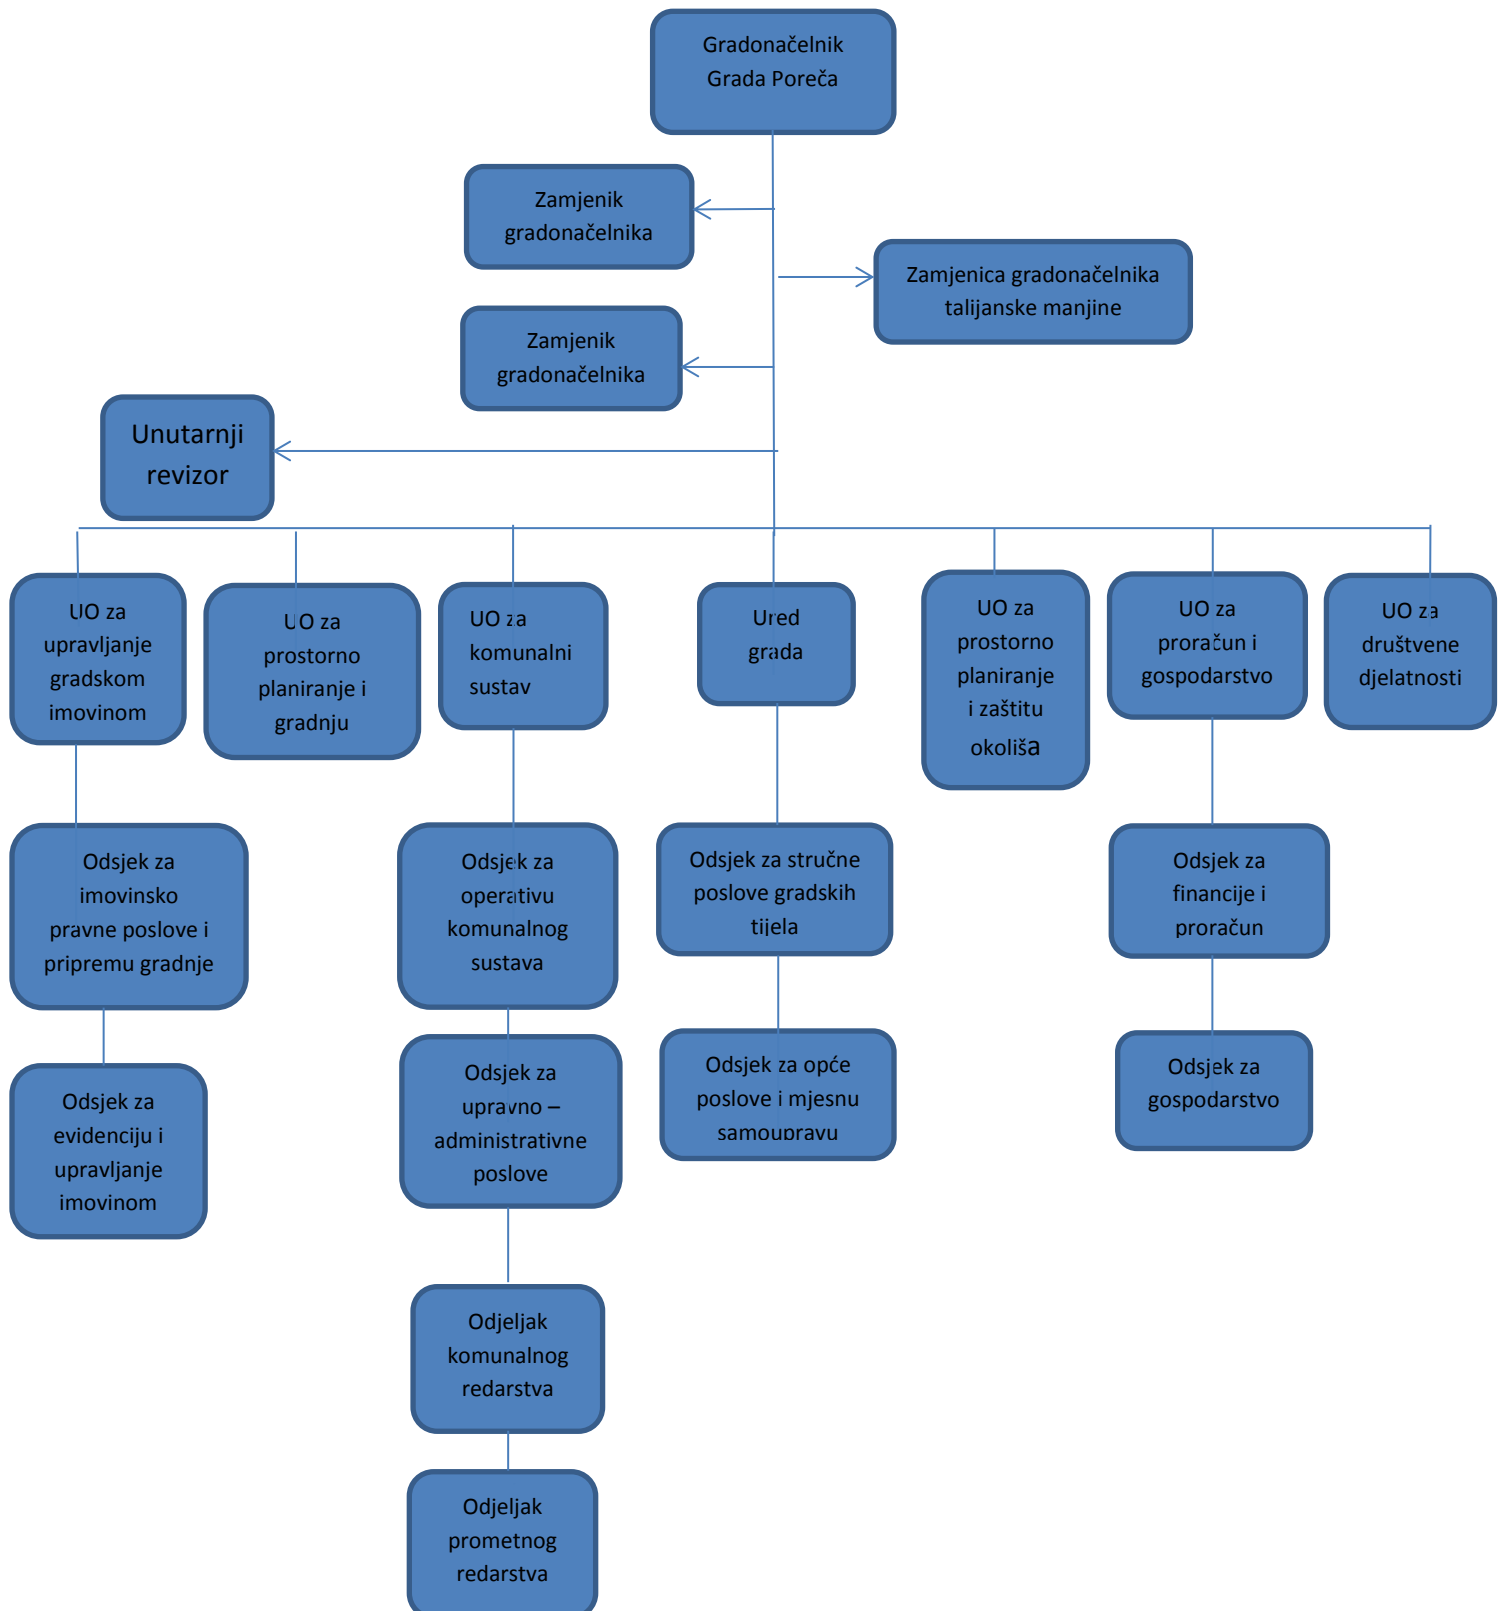 Gradonačelnik
Grada Poreča
Zamjenik
gradonačelnika
Zamjenica gradonačelnika
talijanske manjine
Zamjenik
gradonačelnika
Unutarnji
revizor
UO za
upravljanje
gradskom
imovinom
UO za
prostorno
planiranje i
gradnju
UO za
komunalni
sustav
Ured
grada
UO za
prostorno
planiranje
i zaštitu
okoliša
UO za
proračun i
gospodarstvo
UO za
društvene
djelatnosti
Odsjek za
imovinsko
pravne poslove i
pripremu gradnje
Odsjek za
operativu
komunalnog
sustava
Odsjek za stručne
poslove gradskih
tijela
Odsjek za
financije i
proračun
Odsjek za
evidenciju i
upravljanje
imovinom
Odsjek za
upravno –
administrativne
poslove
Odsjek za opće
poslove i mjesnu
samoupravu
Odsjek za
gospodarstvo
Odjeljak
komunalnog
redarstva
Odjeljak
prometnog
redarstva